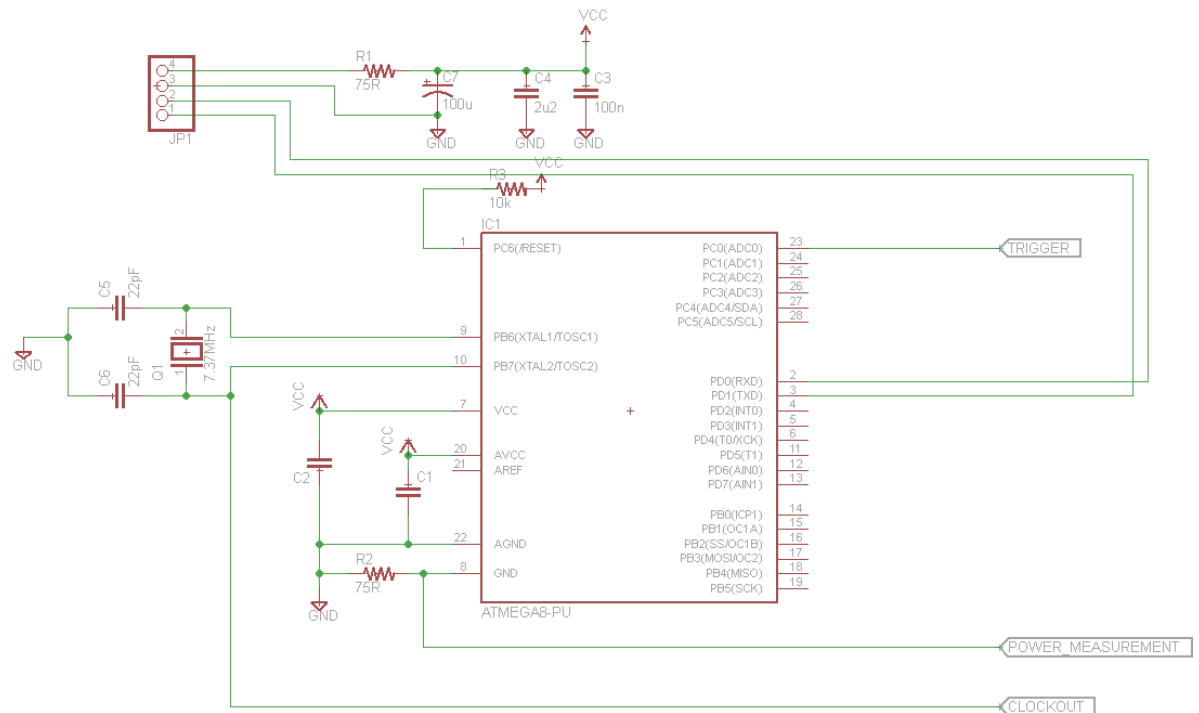 VCC
R1
75R
C7
100u
C4
2u2
C3
100n
4
3
2
1
JP1
GND
GND
GND
VCC
R3
10k
IC1
1
PC6(/RESET)
PC0(ADC0)
23
TRIGGER
PC1(ADC1)
24
PC2(ADC2)
25
PC3(ADC3)
26
PC4(ADC4/SDA)
27
PC5(ADC5/SCL)
28
C5
22pF
GND
C6
22pF
Q1
2
1
7.37MHz
9
PB6(XTAL1/TOSC1)
10
PB7(XTAL2/TOSC2)
PD0(RXD)
2
PD1(TXD)
3
PD2(INT0)
4
PD3(INT1)
5
PD4(T0/XCK)
6
PD5(T1)
11
PD6(AIN0)
12
PD7(AIN1)
13
VCC
7
VCC
VCC
20
AVCC
21
AREF
C2
C1
PB0(ICP1)
14
PB1(OC1A)
15
PB2(SS/OC1B)
16
PB3(MOSI/OC2)
17
PB4(MISO)
18
PB5(SCK)
19
22
AGND
R2
75R
8
GND
GND
ATMEGA8-PU
POWER_MEASUREMENT
CLOCKOUT